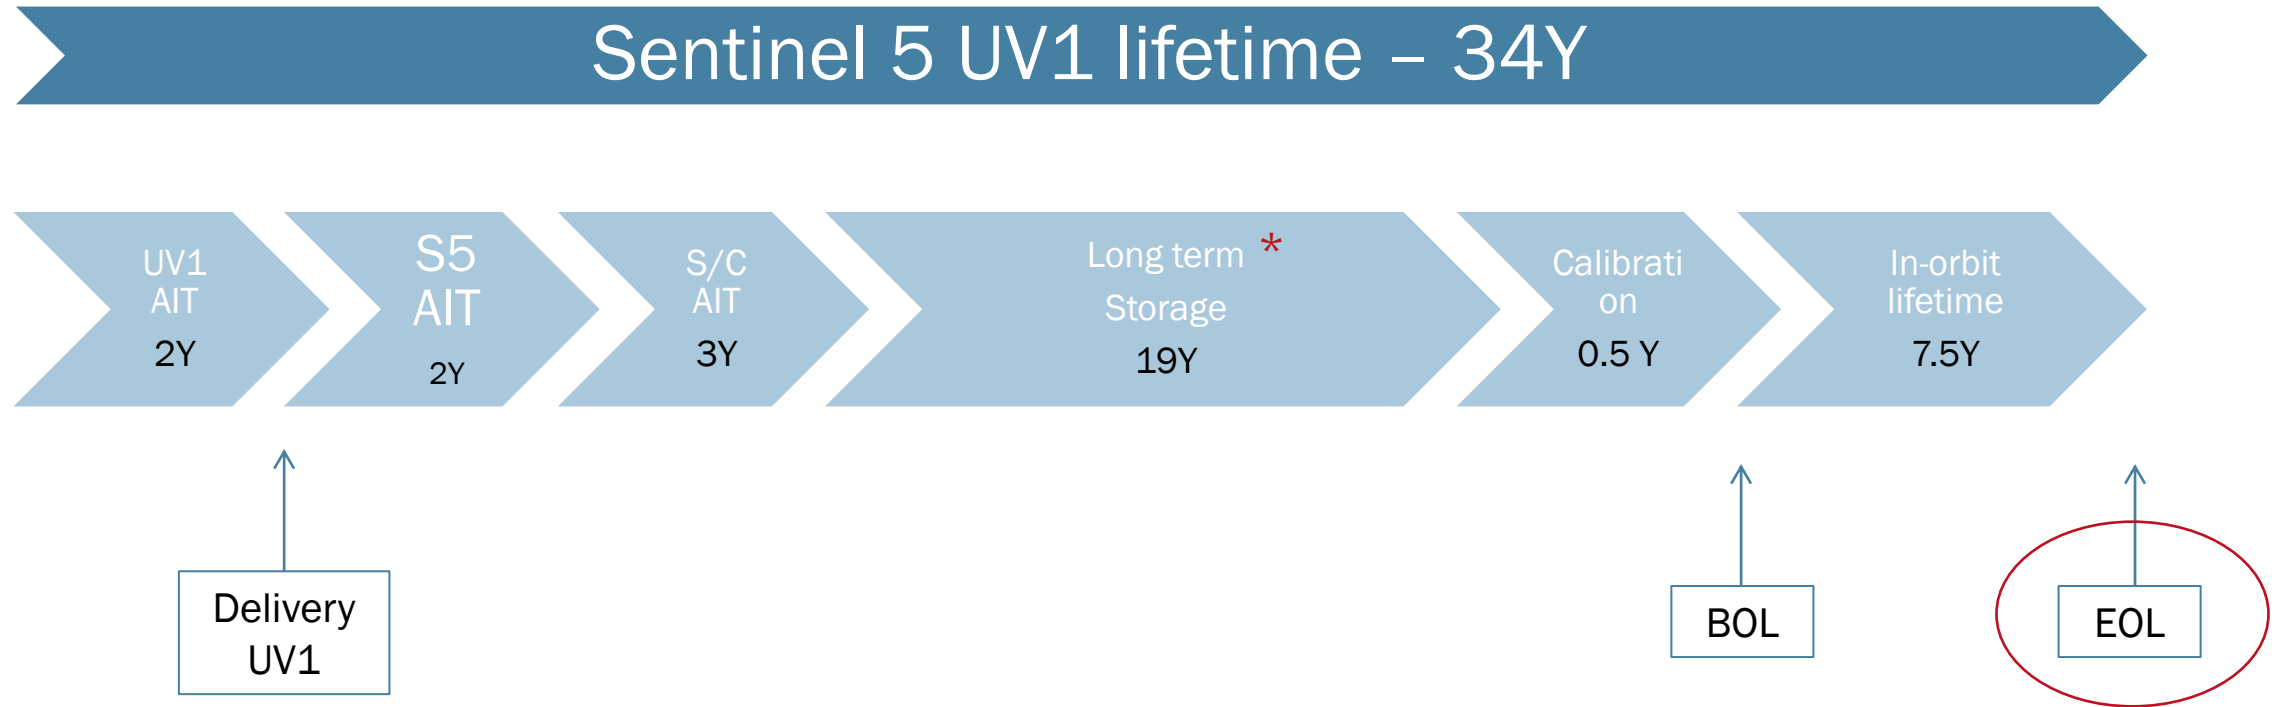 Sentinel 5 UV1 lifetime – 34Y
UV1
AIT
2Y
S5
AIT
2Y
S/C
AIT
3Y
Long term *
Storage
19Y
Calibrati
on
0.5 Y
In-orbit
lifetime
7.5Y
Delivery
UV1
BOL
EOL